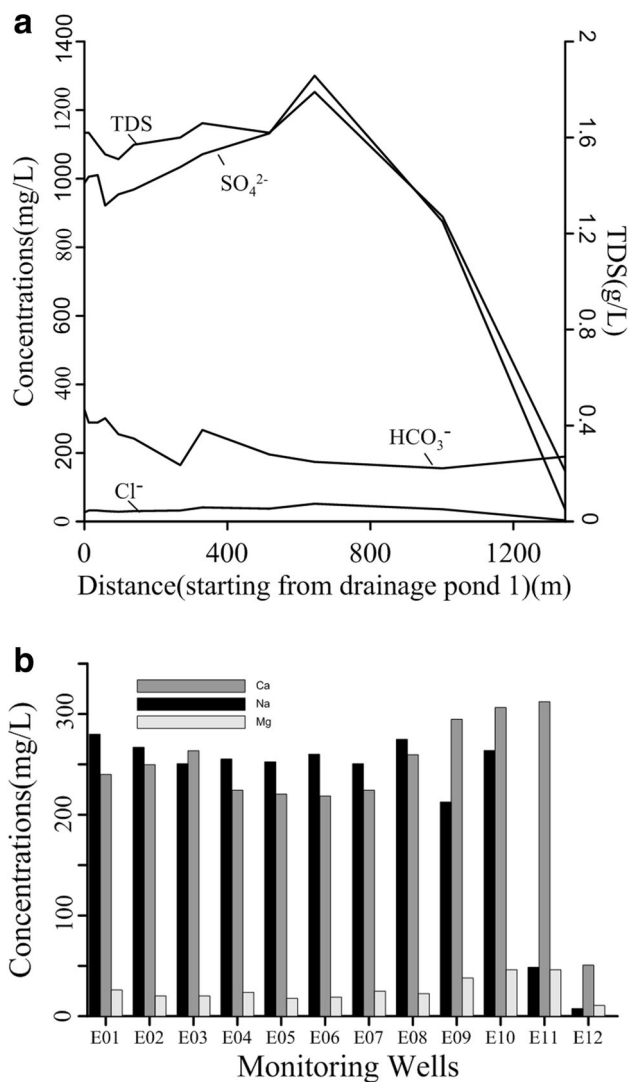 a
1400
1200
1000
800
600
400
200
0
Concentrations(mg/L)
2
1.6
1.2
0.8
0.4
0
TDS(g/L)
TDS
SO₄²⁻
HCO₃⁻
Cl⁻
0 400 800 1200
Distance(starting from drainage pond 1)(m)
b
300
200
100
0
Concentrations(mg/L)
Ca
Na
Mg
E01 E02 E03 E04 E05 E06 E07 E08 E09 E10 E11 E12
Monitoring Wells